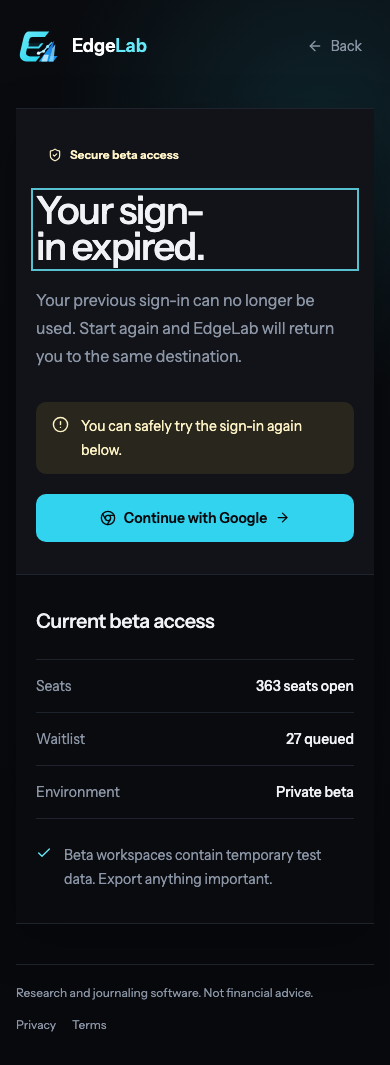 EdgeLab
Back
Secure beta access
Your sign-
in expired.
Your previous sign-in can no longer be
used. Start again and EdgeLab will return
you to the same destination.
You can safely try the sign-in again
below.
Continue with Google
Current beta access
Seats 363 seats open
Waitlist 27 queued
Environment Private beta
Beta workspaces contain temporary test
data. Export anything important.
Research and journaling software. Not financial advice.
Privacy Terms